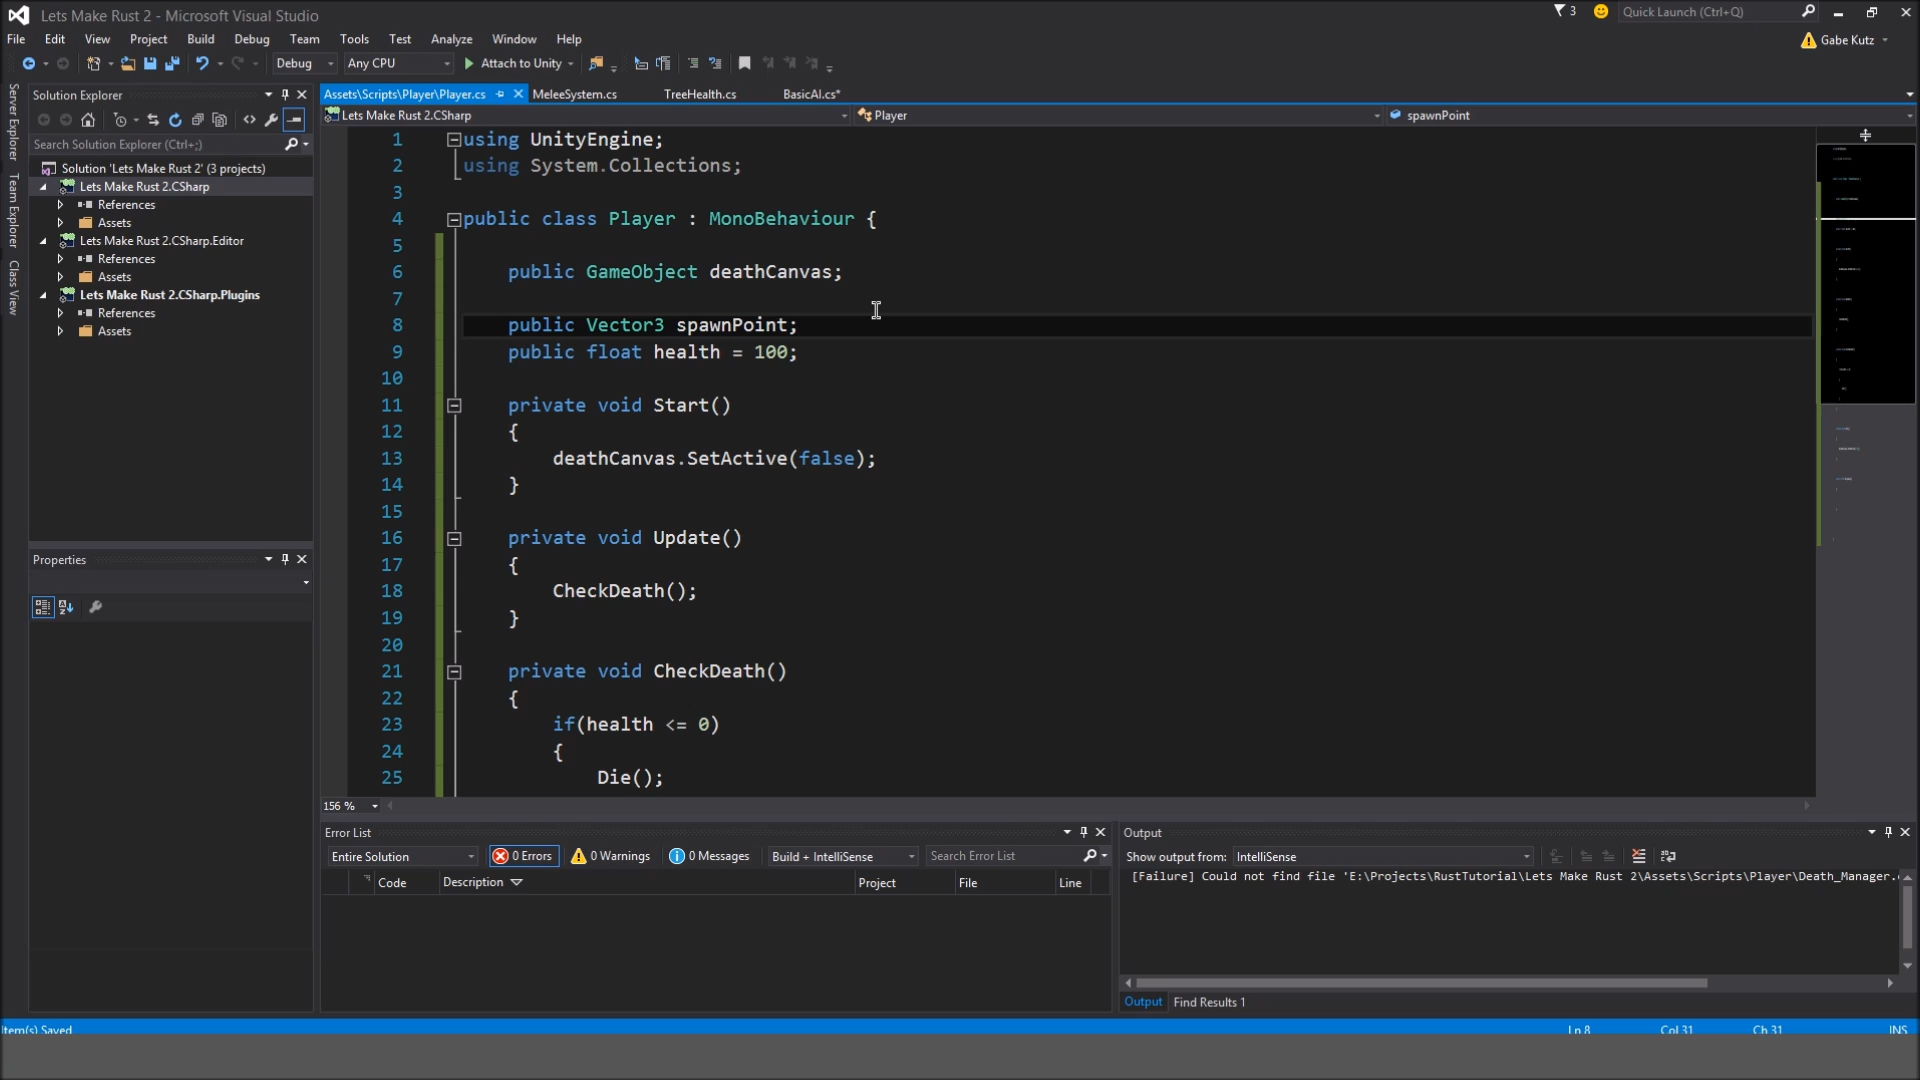 Lets Make Rust 2 - Microsoft Visual Studio
3
Quick Launch (Ctrl+Q)
File Edit View Project Build Debug Team Tools Test Analyze Window Help
Gabe Kutz
Debug Any CPU Attach to Unity
Server Explorer
Team Explorer
Class View
Solution Explorer
Search Solution Explorer (Ctrl+;)
Solution 'Lets Make Rust 2' (3 projects)
Lets Make Rust 2.CSharp
References
Assets
Lets Make Rust 2.CSharp.Editor
References
Assets
Lets Make Rust 2.CSharp.Plugins
References
Assets
Properties
Assets\Scripts\Player\Player.cs MeleeSystem.cs TreeHealth.cs BasicAI.cs*
Lets Make Rust 2.CSharp Player spawnPoint
1 using UnityEngine;
2 using System.Collections;
3
4 public class Player : MonoBehaviour {
5
6 public GameObject deathCanvas;
7
8 public Vector3 spawnPoint;
9 public float health = 100;
10
11 private void Start()
12 {
13 deathCanvas.SetActive(false);
14 }
15
16 private void Update()
17 {
18 CheckDeath();
19 }
20
21 private void CheckDeath()
22 {
23 if(health <= 0)
24 {
25 Die();
156 %
Error List
Entire Solution 0 Errors 0 Warnings 0 Messages Build + IntelliSense Search Error List
Code Description Project File Line
Output
Show output from: IntelliSense
[Failure] Could not find file 'E:\Projects\RustTutorial\Lets Make Rust 2\Assets\Scripts\Player\Death_Manager.
Output Find Results 1
Item(s) Saved Ln 8 Col 31 Ch 31 INS